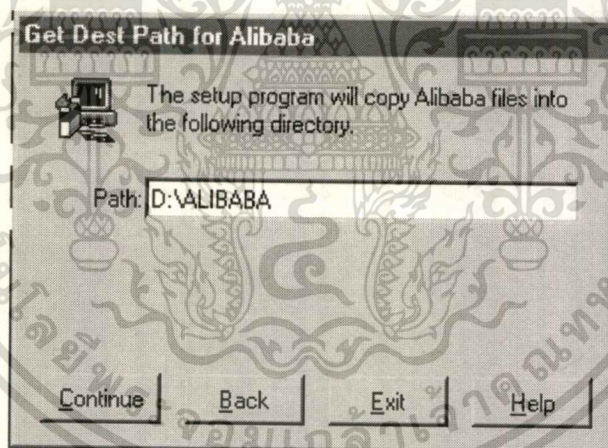 Get Dest Path for Alibaba
The setup program will copy Alibaba files into
the following directory.
Path: D:\ALIBABA
Continue
Back
Exit
Help